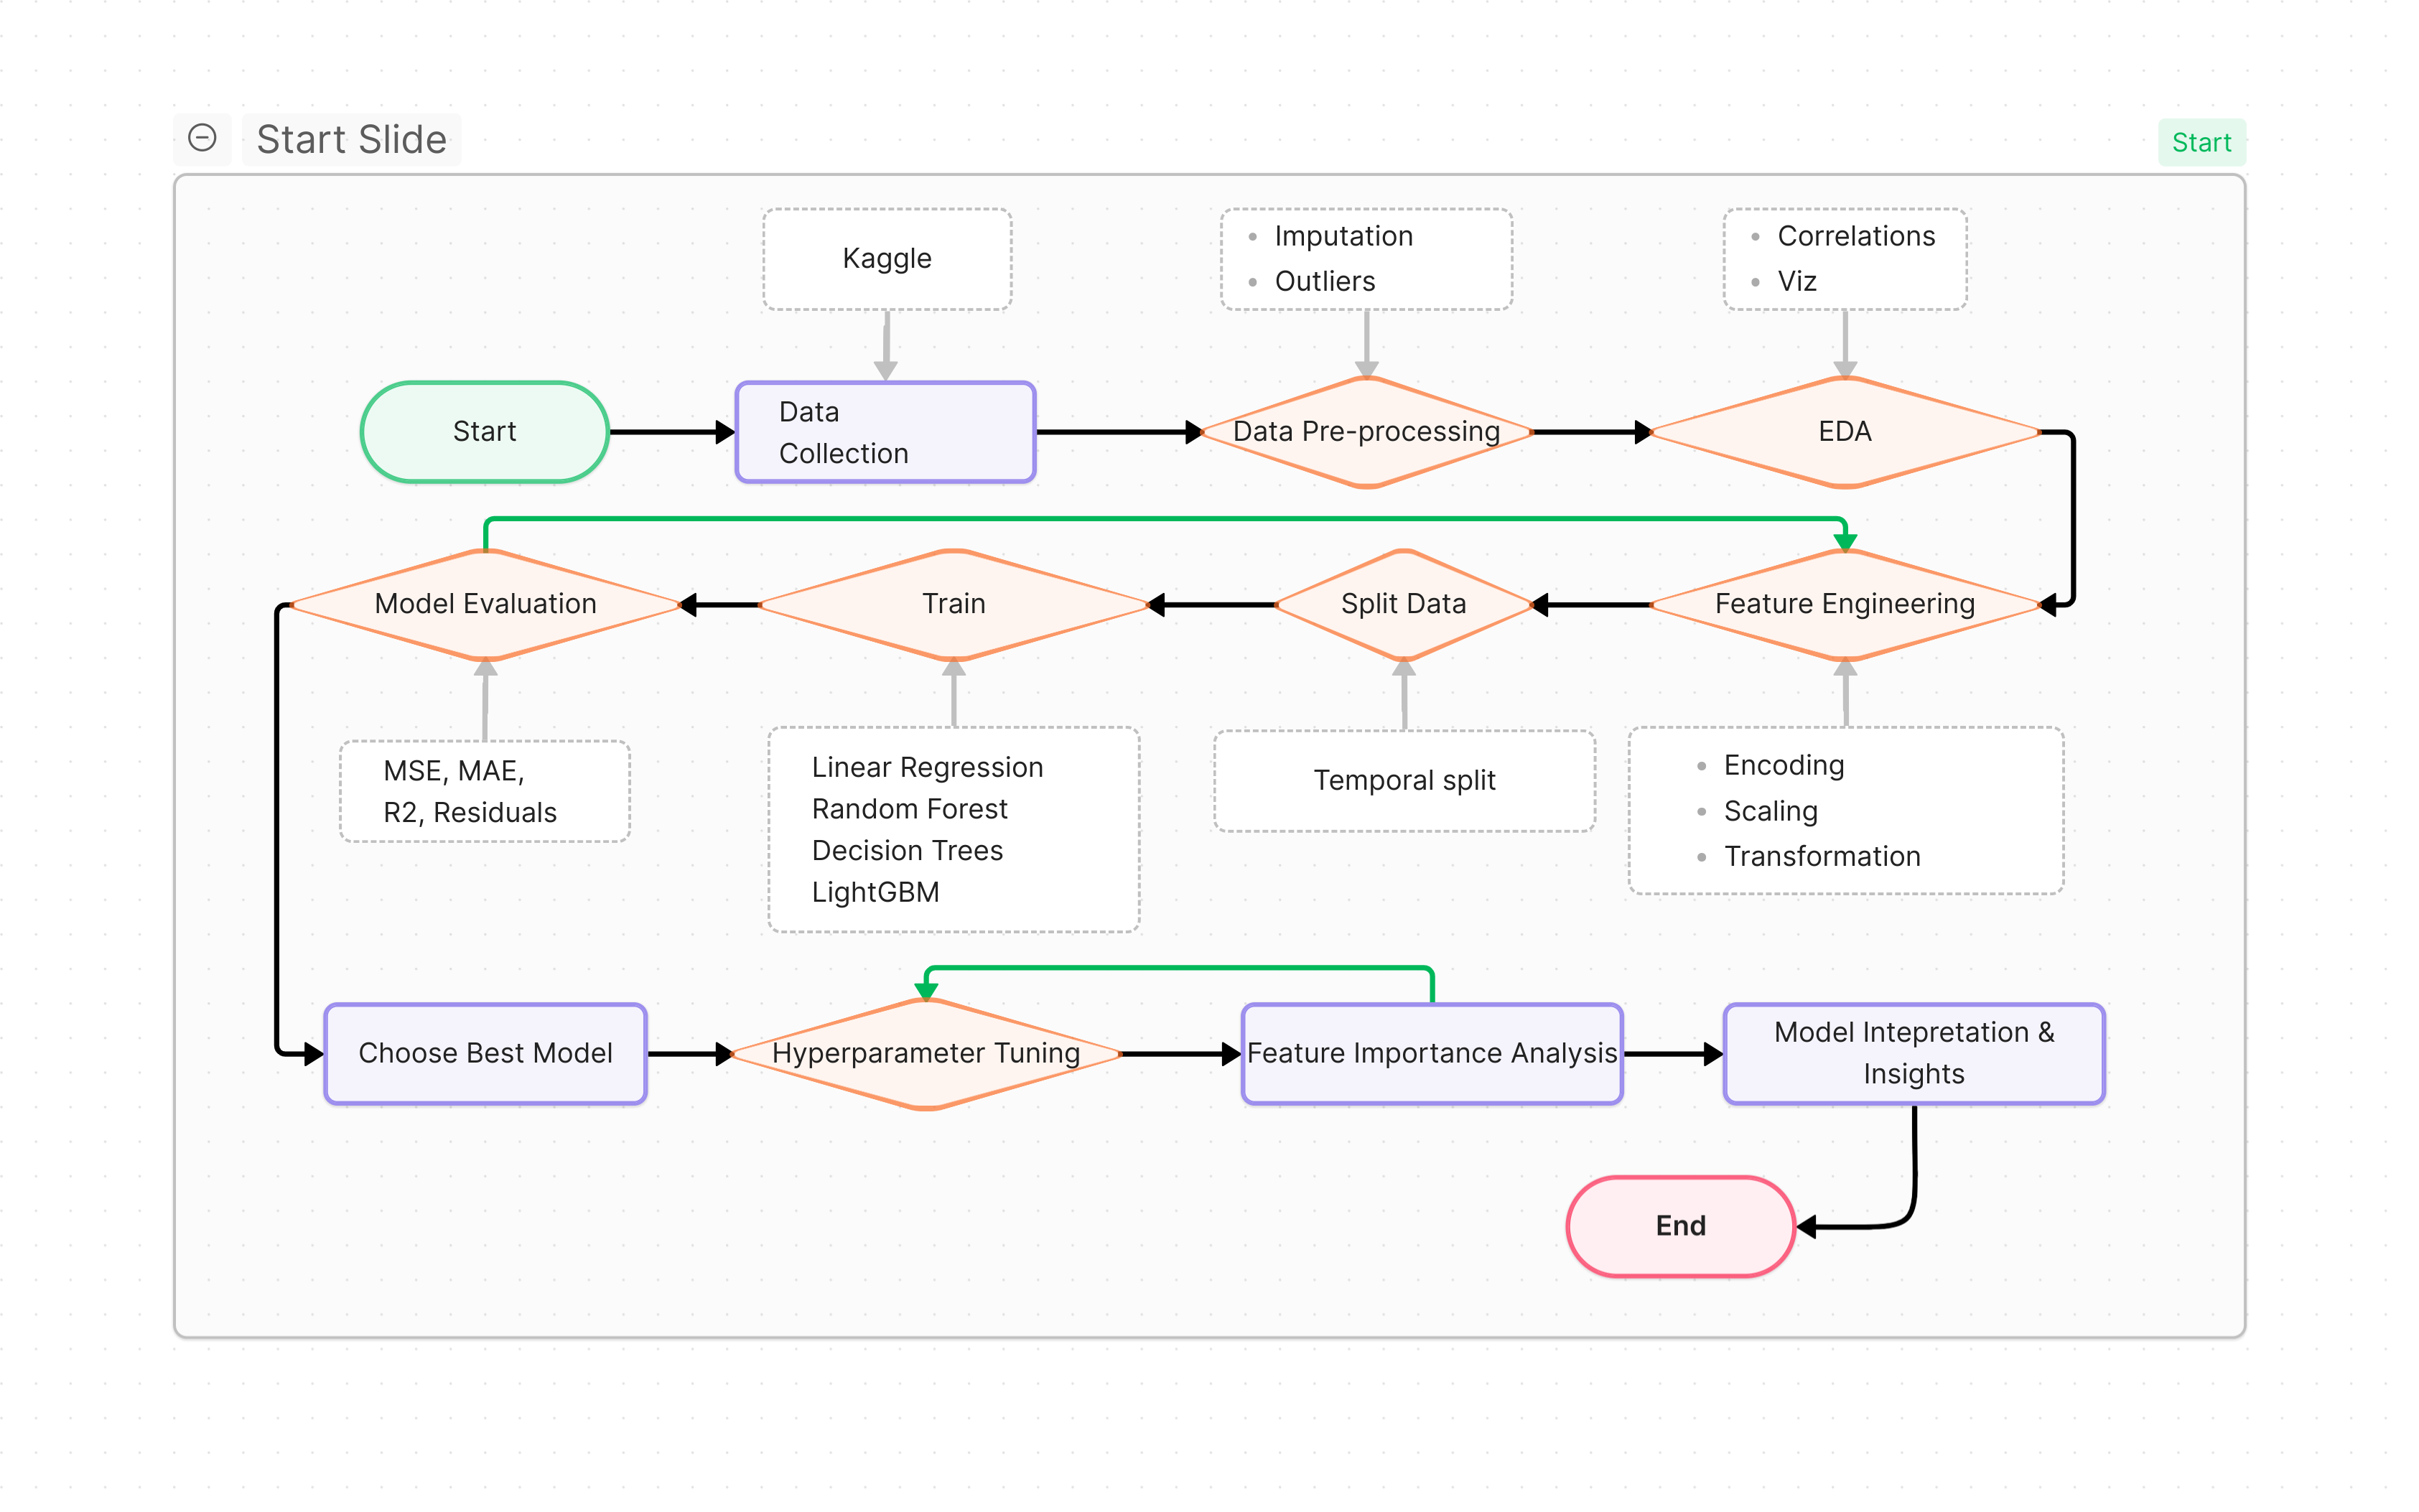 Start Slide
Start
Kaggle
Imputation
Outliers
Correlations
Viz
Start
Data
Collection
Data Pre-processing
EDA
Model Evaluation
Train
Split Data
Feature Engineering
MSE, MAE,
R2, Residuals
Linear Regression
Random Forest
Decision Trees
LightGBM
Temporal split
Encoding
Scaling
Transformation
Choose Best Model
Hyperparameter Tuning
Feature Importance Analysis
Model Intepretation &
Insights
End